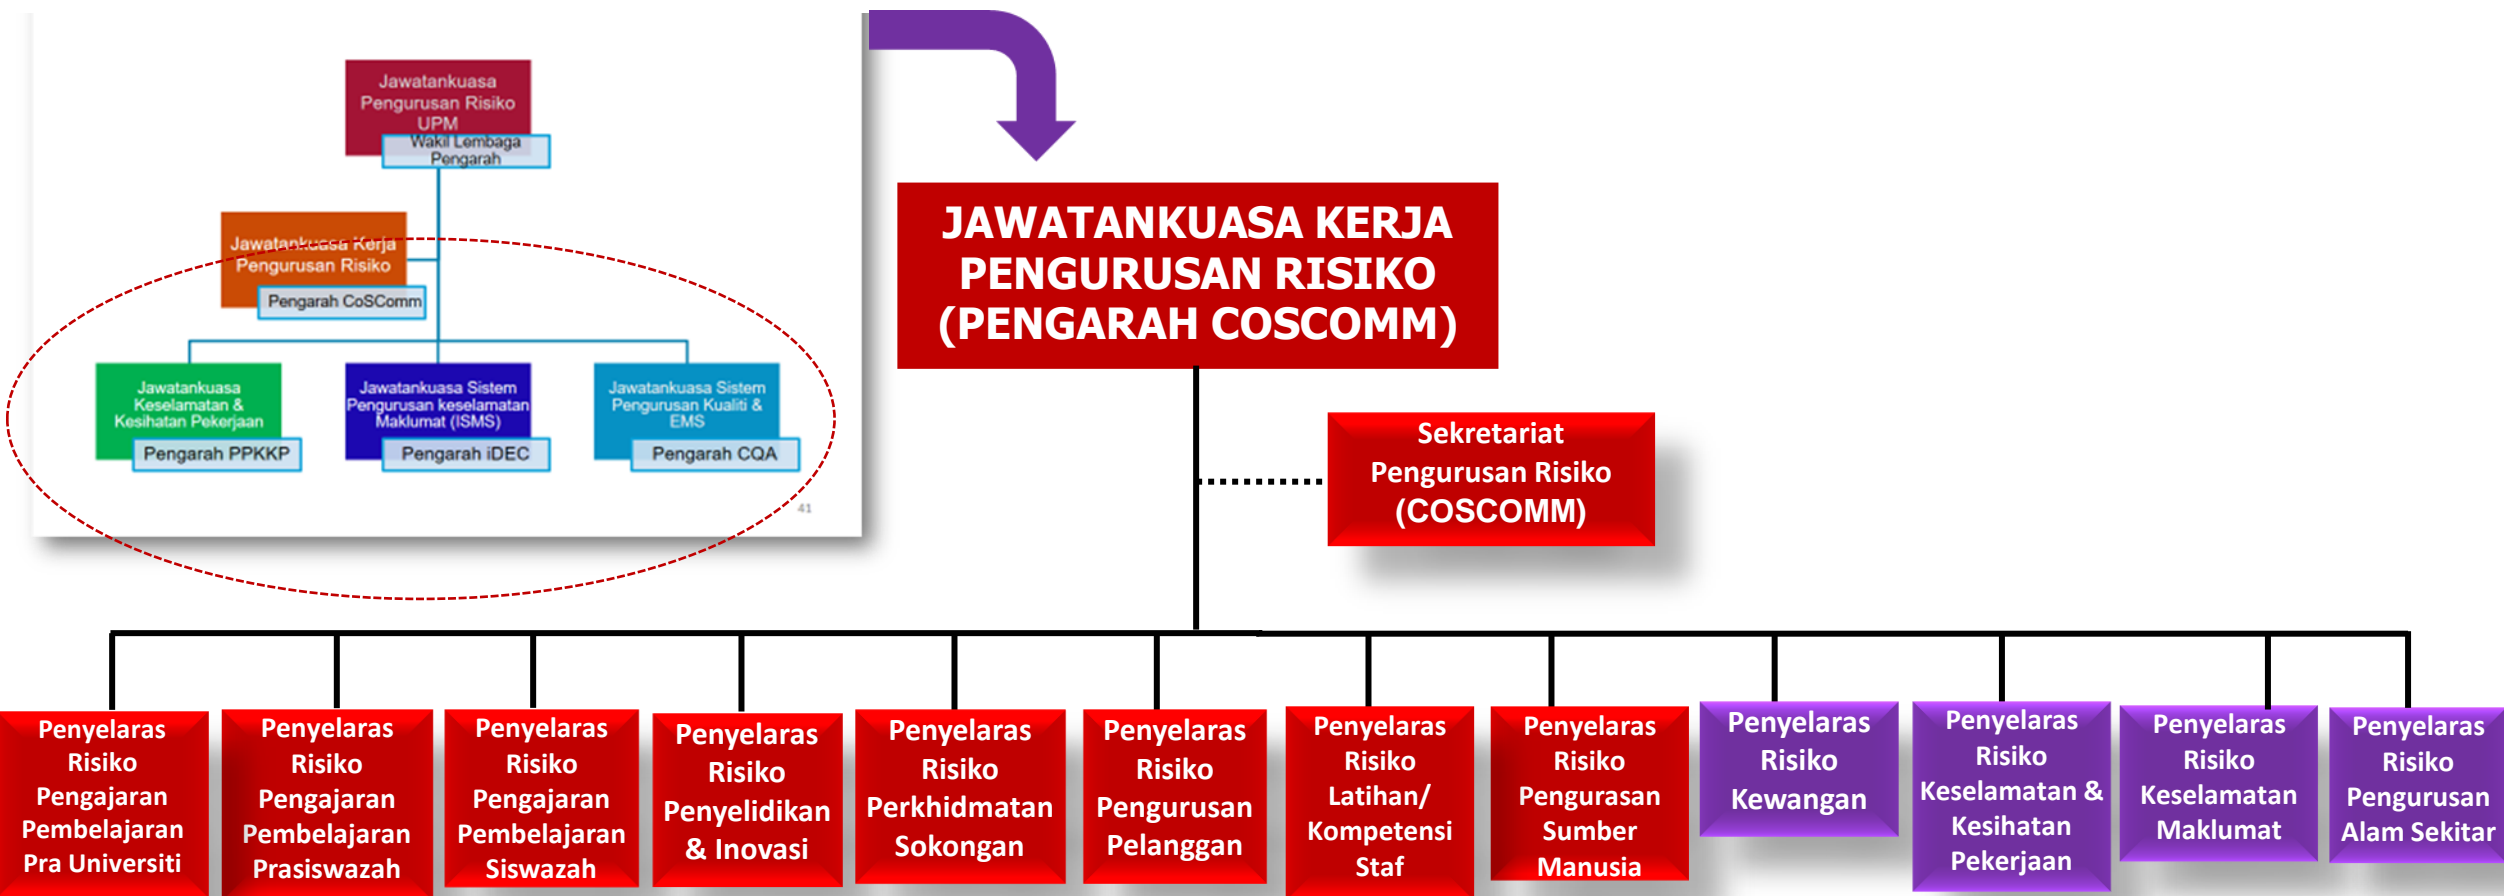 Jawatankuasa
Pengurusan Risiko
UPM
Wakil Lembaga
Pengarah
Jawatankuasa Kerja
Pengurusan Risiko
Pengarah CoSComm
Jawatankuasa
Keselamatan &
Kesihatan Pekerjaan
Pengarah PPKKP
Jawatankuasa Sistem
Pengurusan keselamatan
Maklumat (ISMS)
Pengarah iDEC
Jawatankuasa Sistem
Pengurusan Kualiti &
EMS
Pengarah CQA
41
JAWATANKUASA KERJA
PENGURUSAN RISIKO
(PENGARAH COSCOMM)
Sekretariat
Pengurusan Risiko
(COSCOMM)
Penyelaras
Risiko
Pengajaran
Pembelajaran
Pra Universiti
Penyelaras
Risiko
Pengajaran
Pembelajaran
Prasiswazah
Penyelaras
Risiko
Pengajaran
Pembelajaran
Siswazah
Penyelaras
Risiko
Penyelidikan
& Inovasi
Penyelaras
Risiko
Perkhidmatan
Sokongan
Penyelaras
Risiko
Pengurusan
Pelanggan
Penyelaras
Risiko
Latihan/
Kompetensi
Staf
Penyelaras
Risiko
Pengurasan
Sumber
Manusia
Penyelaras
Risiko
Kewangan
Penyelaras
Risiko
Keselamatan &
Kesihatan
Pekerjaan
Penyelaras
Risiko
Keselamatan
Maklumat
Penyelaras
Risiko
Pengurusan
Alam Sekitar